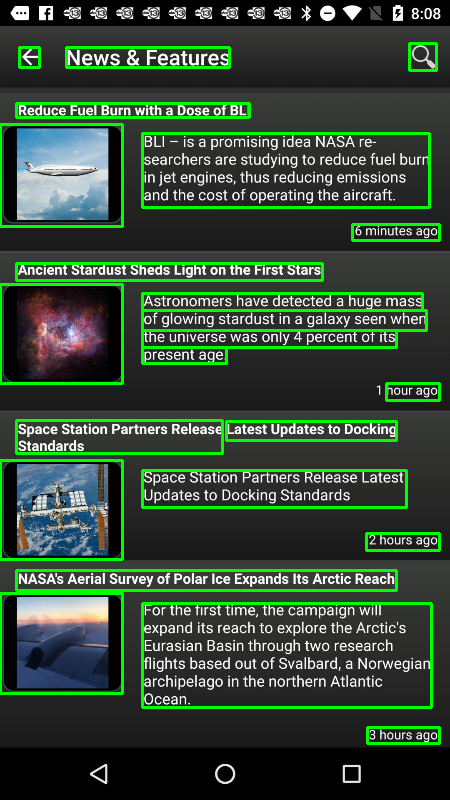 8:08
News & Features
Reduce Fuel Burn with a Dose of BL
BLI – is a promising idea NASA re-
searchers are studying to reduce fuel burn
in jet engines, thus reducing emissions
and the cost of operating the aircraft.
6 minutes ago
Ancient Stardust Sheds Light on the First Stars
Astronomers have detected a huge mass
of glowing stardust in a galaxy seen when
the universe was only 4 percent of its
present age.
1 hour ago
Space Station Partners Release Latest Updates to Docking
Standards
Space Station Partners Release Latest
Updates to Docking Standards
2 hours ago
NASA's Aerial Survey of Polar Ice Expands Its Arctic Reach
For the first time, the campaign will
expand its reach to explore the Arctic's
Eurasian Basin through two research
flights based out of Svalbard, a Norwegian
archipelago in the northern Atlantic
Ocean.
3 hours ago